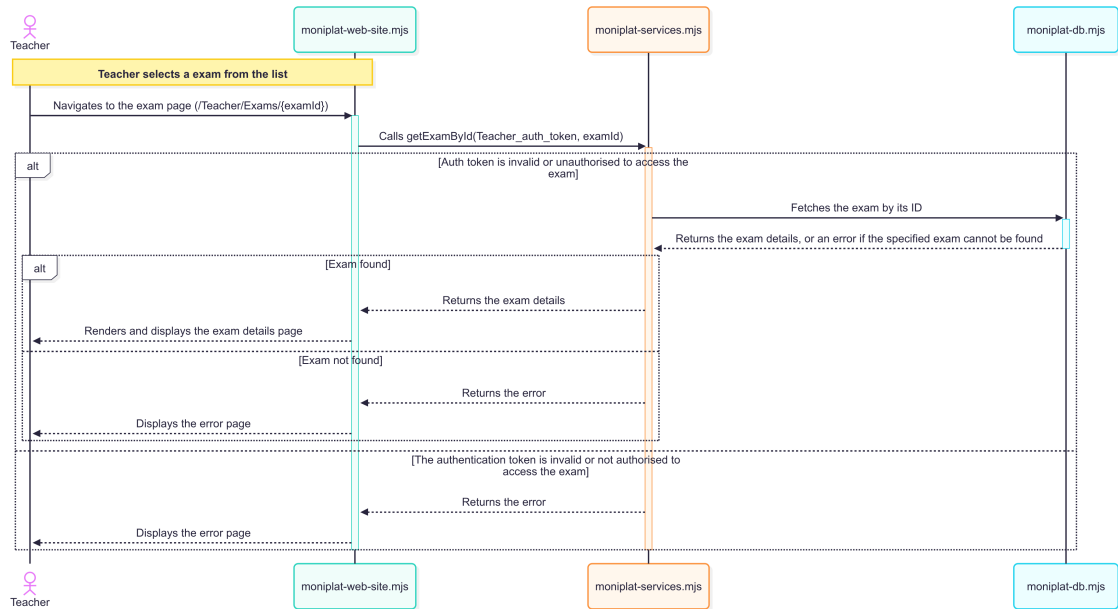 Teacher
moniplat-web-site.mjs
moniplat-services.mjs
moniplat-db.mjs
Teacher selects a exam from the list
Navigates to the exam page (/Teacher/Exams/{examId})
Calls getExamById(Teacher_auth_token, examId)
alt
[Auth token is invalid or unauthorised to access the
exam]
Fetches the exam by its ID
Returns the exam details, or an error if the specified exam cannot be found
alt
[Exam found]
Returns the exam details
Renders and displays the exam details page
[Exam not found]
Returns the error
Displays the error page
[The authentication token is invalid or not authorised to
access the exam]
Returns the error
Displays the error page
Teacher
moniplat-web-site.mjs
moniplat-services.mjs
moniplat-db.mjs